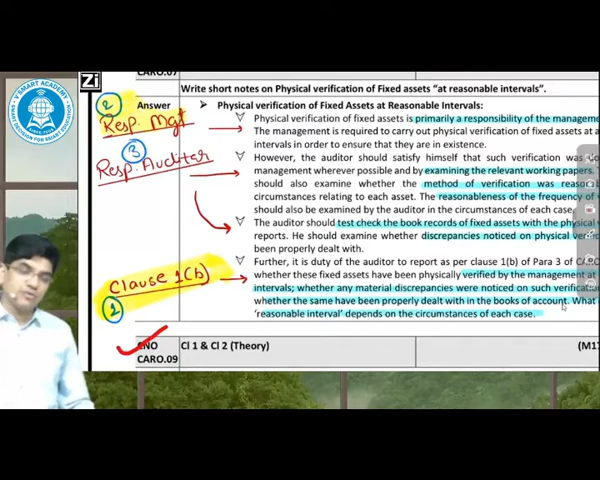 CARO.07
Zi
V SMART ACADEMY
Write short notes on Physical verification of Fixed assets "at reasonable intervals".
2
Answer
➢ Physical verification of Fixed Assets at Reasonable Intervals:
Resp. Mgt
Physical verification of fixed assets is primarily a responsibility of the manageme
The management is required to carry out physical verification of fixed assets at a
intervals in order to ensure that they are in existence.
3
Resp. Auditor
However, the auditor should satisfy himself that such verification was
management wherever possible and by examining the relevant working papers.
should also examine whether the method of verification was reaso
circumstances relating to each asset. The reasonableness of the frequency of
should also be examined by the auditor in the circumstances of each case.
The auditor should test check the book records of fixed assets with the physical
reports. He should examine whether discrepancies noticed on physical
been properly dealt with.
Clause 1(b)
1
Further, it is duty of the auditor to report as per clause 1(b) of Para 3 of
whether these fixed assets have been physically verified by the management at
intervals; whether any material discrepancies were noticed on such
whether the same have been properly dealt with in the books of account. What
'reasonable interval' depends on the circumstances of each case.
CARO.09
Cl 1 & Cl 2 (Theory)
(M1